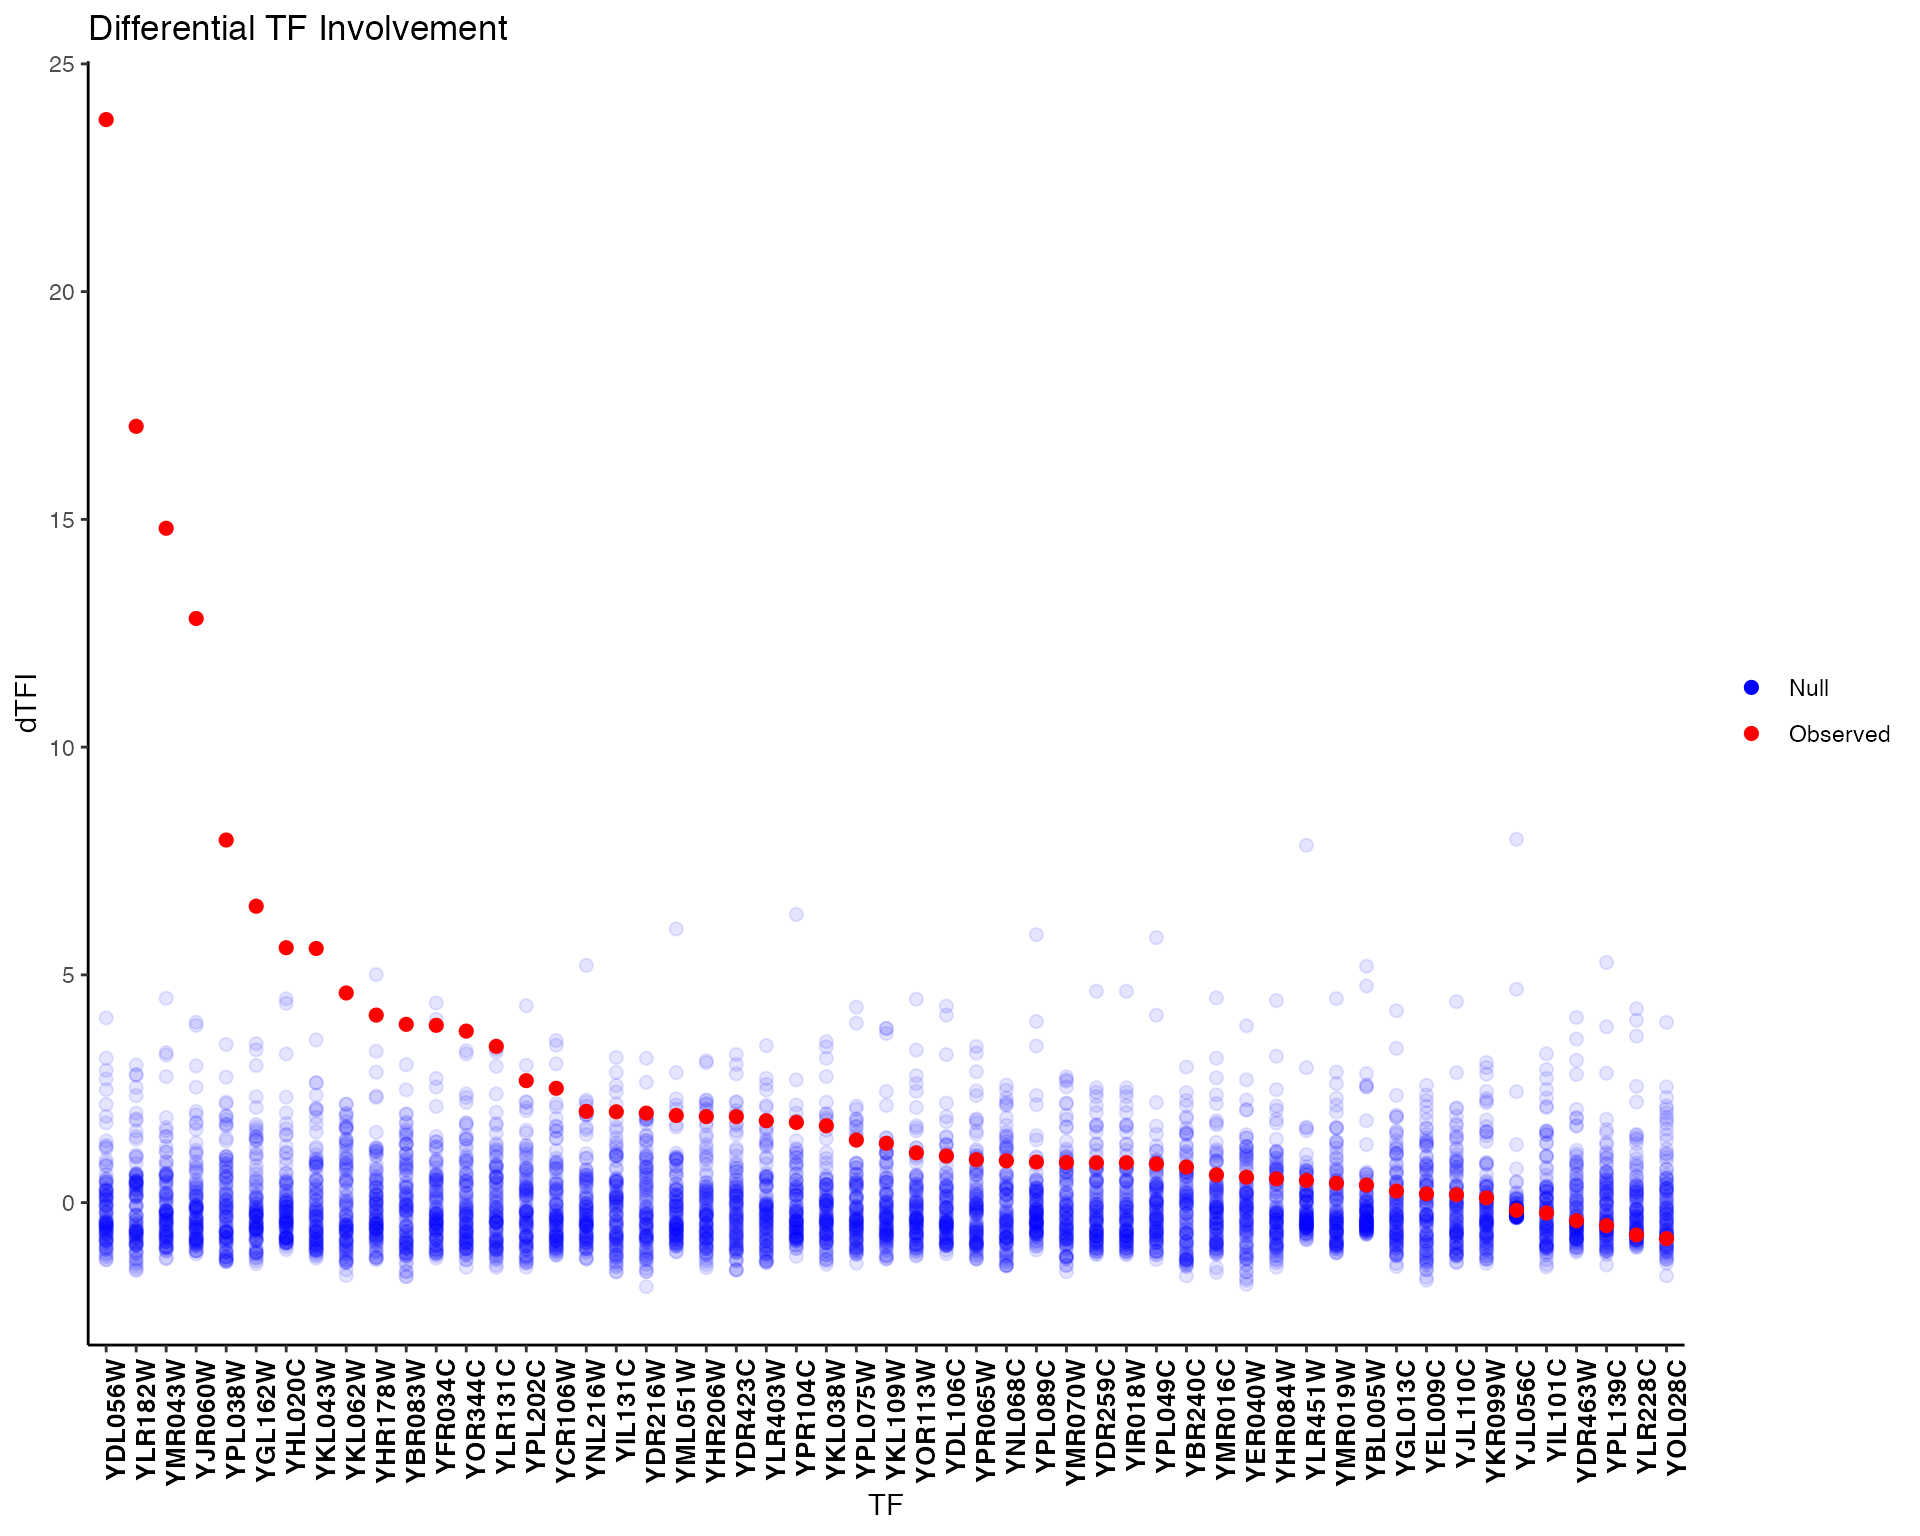 Differential TF Involvement
25
20
15
10
5
0
dTFI
Null
Observed
YDL056W
YLR182W
YMR043W
YJR060W
YPL038W
YGL162W
YHL020C
YKL043W
YKL062W
YHR178W
YBR083W
YFR034C
YOR344C
YLR131C
YPL202C
YCR106W
YNL216W
YIL131C
YDR216W
YML051W
YHR206W
YDR423C
YLR403W
YPR104C
YKL038W
YPL075W
YKL109W
YOR113W
YDL106C
YPR065W
YNL068C
YPL089C
YMR070W
YDR259C
YIR018W
YPL049C
YBR240C
YMR016C
YER040W
YHR084W
YLR451W
YMR019W
YBL005W
YGL013C
YEL009C
YJL110C
YKR099W
YJL056C
YIL101C
YDR463W
YPL139C
YLR228C
YOL028C
TF